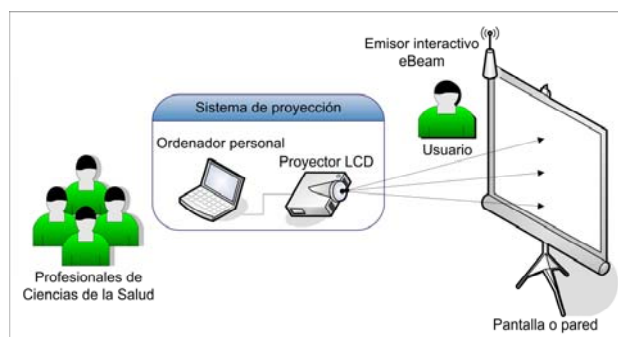 Emisor interactivo
eBeam
Sistema de proyección
Ordenador personal
Proyector LCD
Usuario
Profesionales de
Ciencias de la Salud
Pantalla o pared